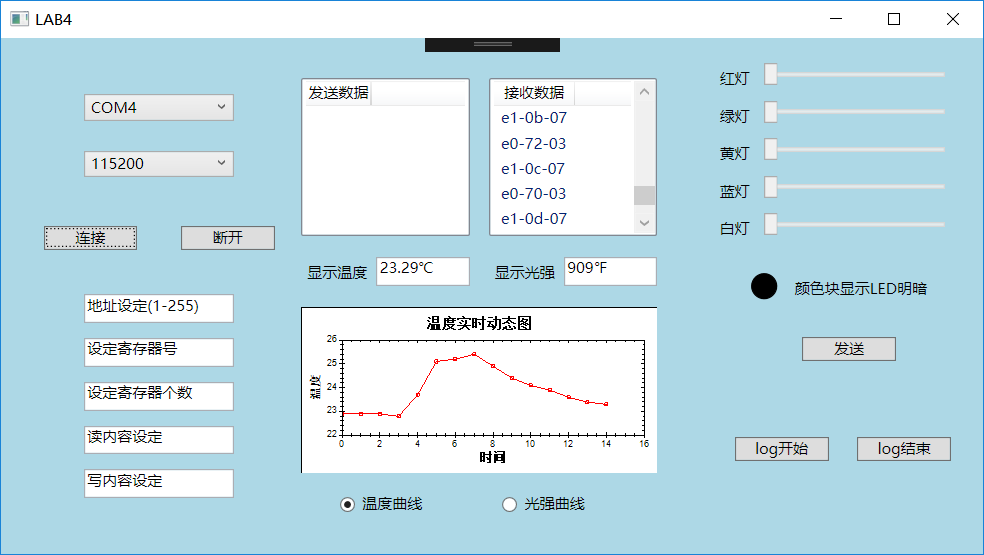 LAB4
COM4
115200
连接
断开
地址设定(1-255)
设定寄存器号
设定寄存器个数
读内容设定
写内容设定
发送数据
接收数据
e1-0b-07
e0-72-03
e1-0c-07
e0-70-03
e1-0d-07
显示温度
23.29℃
显示光强
909℉
温度实时动态图
温度
26
25
24
23
22
0 2 4 6 8 10 12 14 16
时间
温度曲线
光强曲线
红灯
绿灯
黄灯
蓝灯
白灯
颜色块显示LED明暗
发送
log开始
log结束